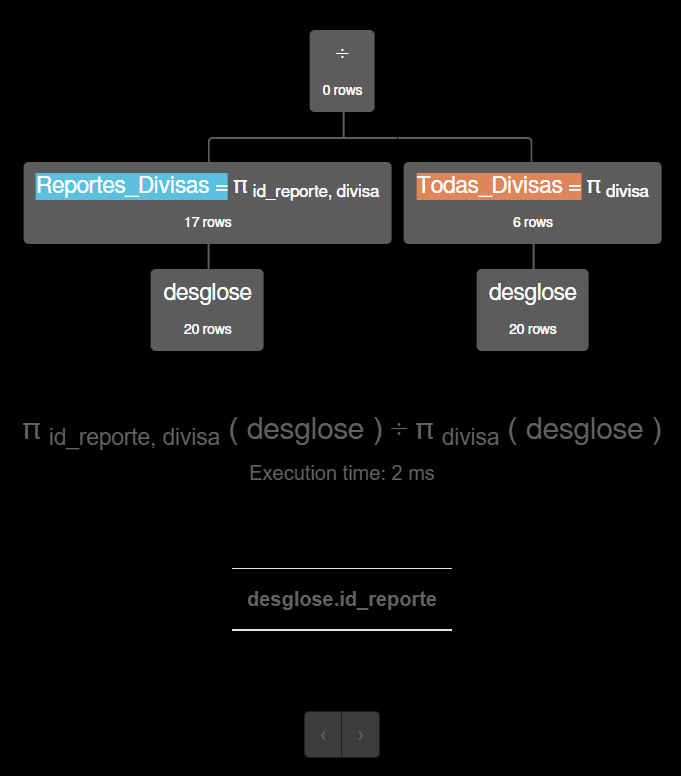 ÷
0 rows
Reportes_Divisas = π id_reporte, divisa
17 rows
Todas_Divisas = π divisa
6 rows
desglose
20 rows
desglose
20 rows
π id_reporte, divisa ( desglose ) ÷ π divisa ( desglose )
Execution time: 2 ms
desglose.id_reporte
‹ ›